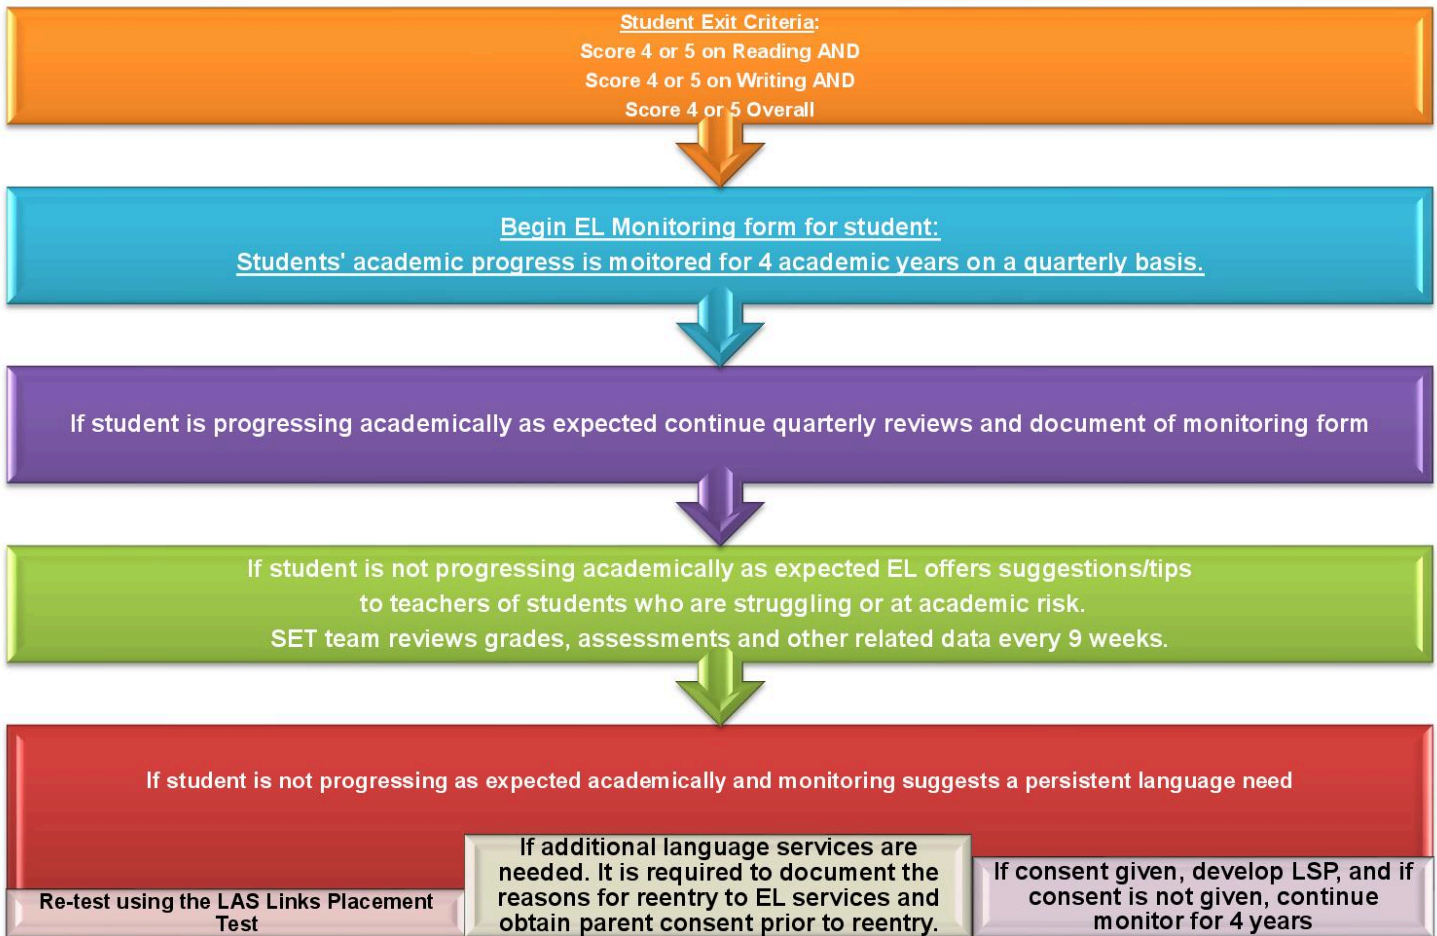 Student Exit Criteria:
Score 4 or 5 on Reading AND
Score 4 or 5 on Writing AND
Score 4 or 5 Overall
Begin EL Monitoring form for student:
Students' academic progress is moitored for 4 academic years on a quarterly basis.
If student is progressing academically as expected continue quarterly reviews and document of monitoring form
If student is not progressing academically as expected EL offers suggestions/tips
to teachers of students who are struggling or at academic risk.
SET team reviews grades, assessments and other related data every 9 weeks.
If student is not progressing as expected academically and monitoring suggests a persistent language need
Re-test using the LAS Links Placement
Test
If additional language services are
needed. It is required to document the
reasons for reentry to EL services and
obtain parent consent prior to reentry.
If consent given, develop LSP, and if
consent is not given, continue
monitor for 4 years